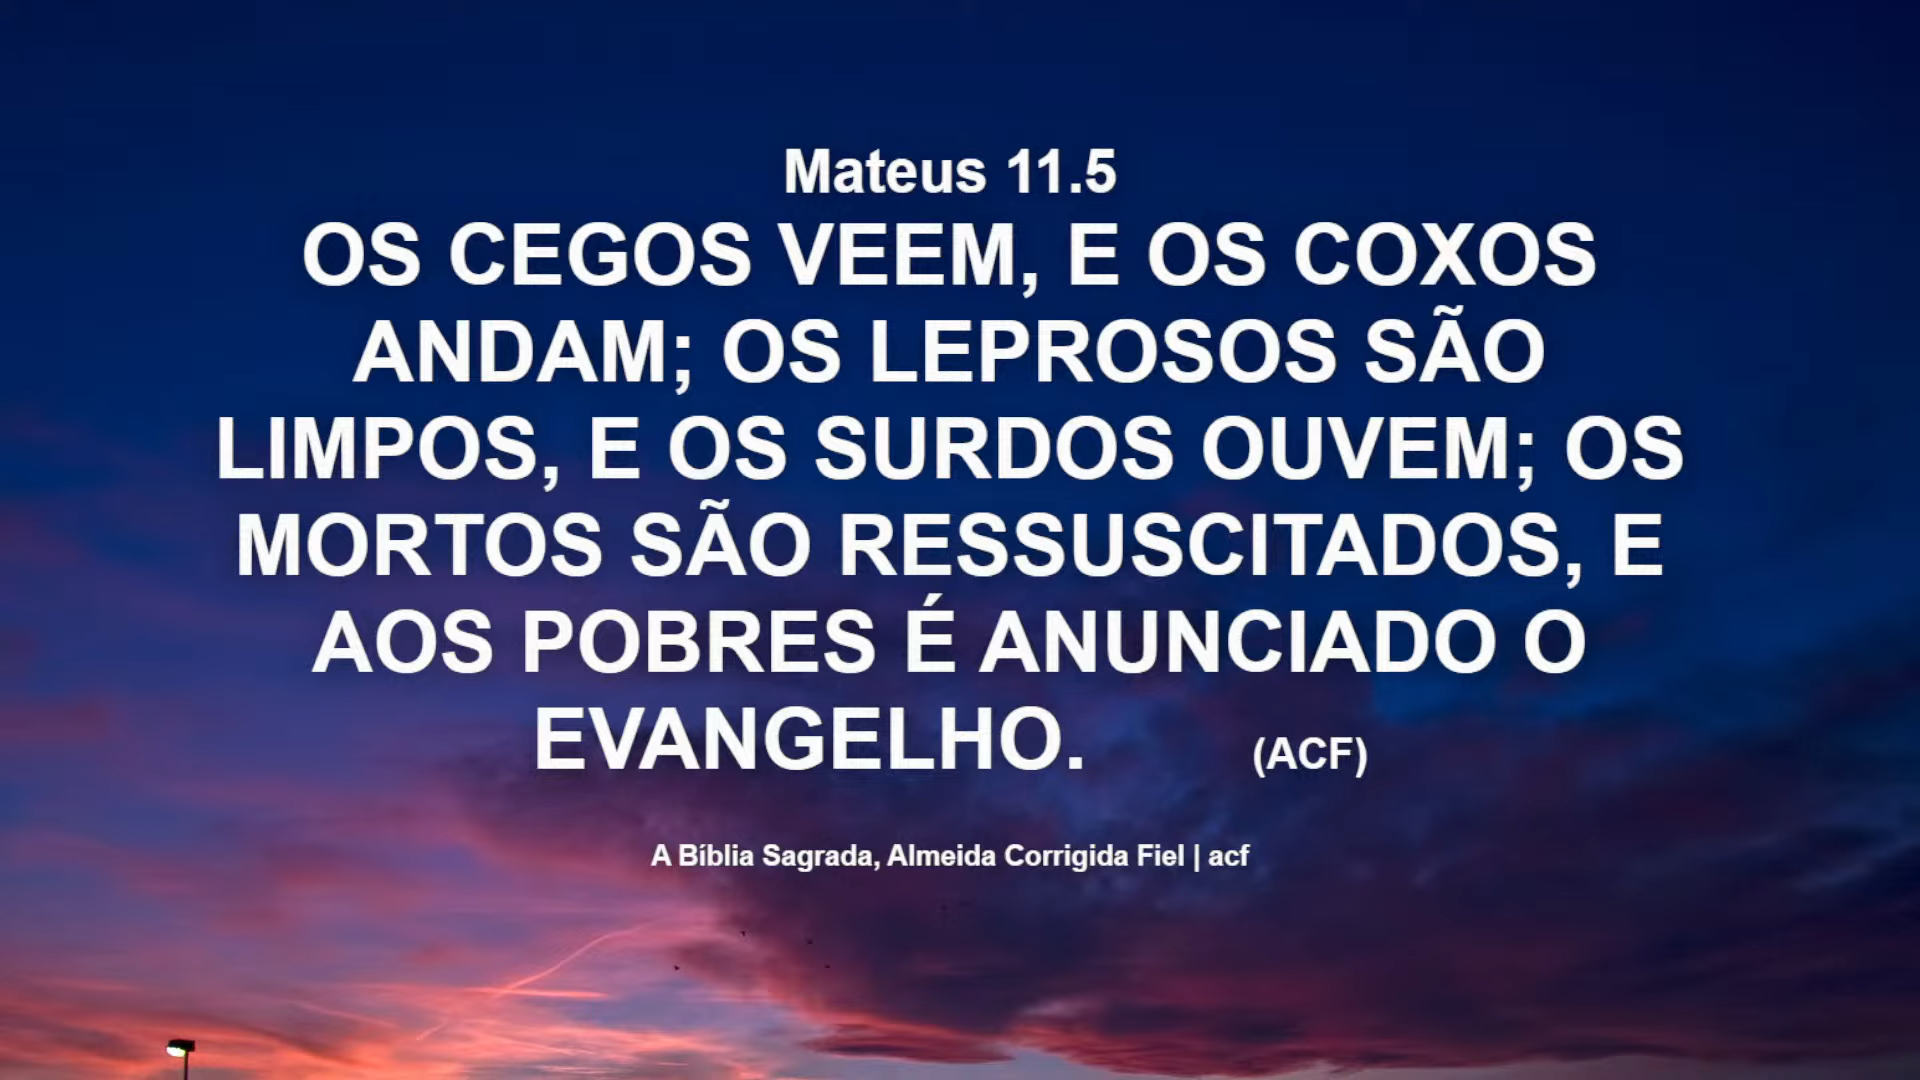 Mateus 11.5
OS CEGOS VEEM, E OS COXOS
ANDAM; OS LEPROSOS SÃO
LIMPOS, E OS SURDOS OUVEM; OS
MORTOS SÃO RESSUSCITADOS, E
AOS POBRES É ANUNCIADO O
EVANGELHO. (ACF)
A Bíblia Sagrada, Almeida Corrigida Fiel | acf